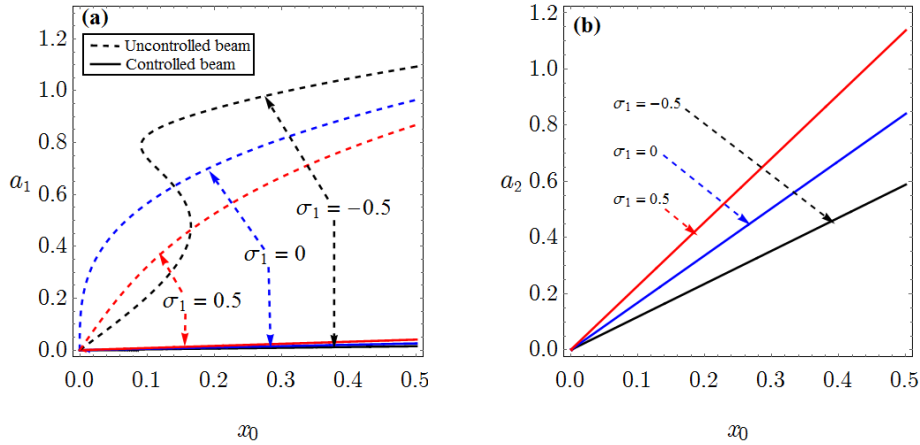 (a)
1.2
1.0
0.8
0.6
0.4
0.2
0.0
a₁
Uncontrolled beam
Controlled beam
σ₁ = −0.5
σ₁ = 0
σ₁ = 0.5
0.0 0.1 0.2 0.3 0.4 0.5
x₀
(b)
1.2
1.0
0.8
0.6
0.4
0.2
0.0
a₂
σ₁ = −0.5
σ₁ = 0
σ₁ = 0.5
0.0 0.1 0.2 0.3 0.4 0.5
x₀